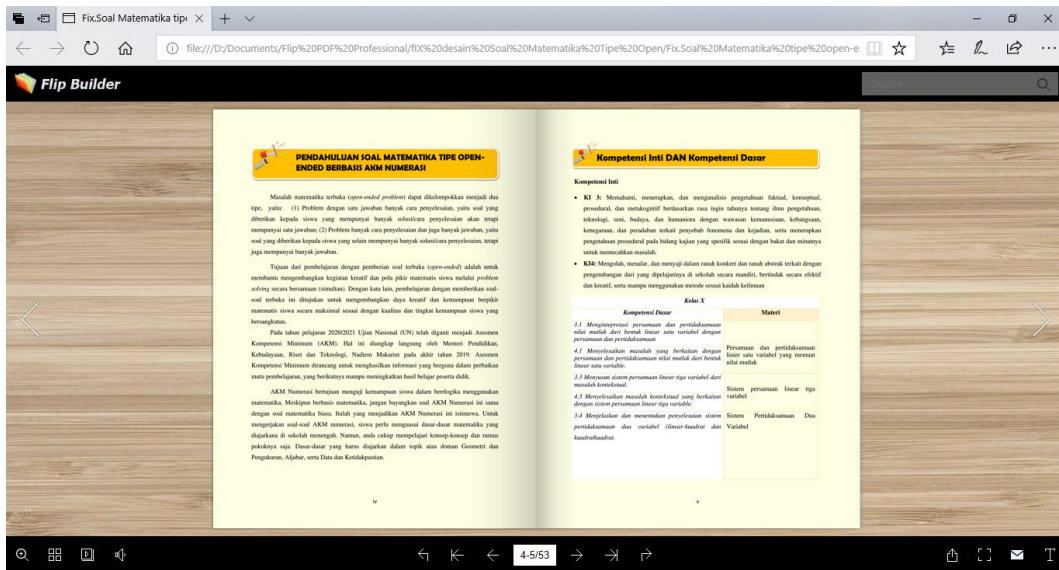 Fix.Soal Matematika tip
file:///D:/Documents/Flip%20PDF%20Professional/fIX%20desain%20Soal%20Matematika%20Tipe%20Open/Fix.Soal%20Matematika%20tipe%20open-e
Flip Builder
Search
PENDAHULUAN SOAL MATEMATIKA TIPE OPEN-
ENDED BERBASIS AKM NUMERASI
Masalah matematika terbuka (open-ended problem) dapat dikelompokkan menjadi dua
tipe, yaitu: (1) Problem dengan satu jawaban banyak cara penyelesaian, yaitu soal yang
diberikan kepada siswa yang mempunyai banyak solusi/cara penyelesaian akan tetapi
mempunyai satu jawaban; (2) Problem banyak cara penyelesaian dan juga banyak jawaban, yaitu
soal yang diberikan kepada siswa yang selain mempunyai banyak solusi/cara penyelesaian, tetapi
juga mempunyai banyak jawaban.
Tujuan dari pembelajaran dengan pemberian soal terbuka (open-ended) adalah untuk
membantu mengembangkan kegiatan kreatif dan pola pikir matematis siswa melalui problem
solving secara bersamaan (simultan). Dengan kata lain, pembelajaran dengan memberikan soal-
soal terbuka ini ditujukan untuk mengembangkan daya kreatif dan kemampuan berpikir
matematis siswa secara maksimal sesuai dengan kualitas dan tingkat kemampuan siswa yang
bersangkutan.
Pada tahun pelajaran 2020/2021 Ujian Nasional (UN) telah diganti menjadi Asesmen
Kompetensi Minimum (AKM). Hal ini diungkap langsung oleh Menteri Pendidikan,
Kebudayaan, Riset dan Teknologi, Nadiem Makarim pada akhir tahun 2019. Asesmen
Kompetensi Minimum dirancang untuk menghasilkan informasi yang berguna dalam perbaikan
mutu pembelajaran, yang berikutnya mampu meningkatkan hasil belajar peserta didik.
AKM Numerasi bertujuan menguji kemampuan siswa dalam berrlogika menggunakan
matematika. Meskipun berbasis matematika, jangan bayangkan soal AKM Numerasi ini sama
dengan soal matematika biasa. Itulah yang menjadikan AKM Numerasi ini istimewa. Untuk
mengerjakan soal-soal AKM numerasi, siswa perlu menguasai dasar-dasar matematika yang
diajarkana di sekolah menengah. Namun, anda cukup mempelajari konsep-konsep dan rumus
pokoknya saja. Dasar-dasar yang harus diajarkan dalam topik atau doman Geometri dan
Pengukuran, Aljabar, serta Data dan Ketidakpastian.
iv
Kompetensi Inti DAN Kompetensi Dasar
Kompetensi Inti
• KI 3: Memahami, menerapkan, dan menganalisis pengetahuan faktual, konseptual,
prosedural, dan metakognitif berdasarkan rasa ingin tahunya tentang ilmu pengetahuan,
teknologi, seni, budaya, dan humaniora dengan wawasan kemanusiaan, kebangsaan,
kenegaraan, dan peradaban terkait penyebab fenomena dan kejadian, serta menerapkan
pengetahuan prosedural pada bidang kajian yang spesifik sesuai dengan bakat dan minatnya
untuk memecahkan masalah.
• KI4: Mengolah, menalar, dan menyaji dalam ranah konkret dan ranah abstrak terkait dengan
pengembangan dari yang dipelajarinya di sekolah secara mandiri, bertindak secara efektif
dan kreatif, serta mampu menggunakan metode sesuai kaidah keilmuan
Kelas X
Kompetensi Dasar Materi
3.1 Mengintepretasi persamaan dan pertidaksamaan
nilai mutlak dari bentuk linear satu variabel dengan
persamaan dan pertidaksamaan
4.1 Menyelesaikan masalah yang berkaitan dengan
persamaan dan pertidaksamaan nilai mutlak dari bentuk
linear satu variable.
Persamaan dan pertidaksamaan
linier satu variabel yang memuat
nilai mutlak
3.3 Menyusun sistem persamaan linear tiga variabel dari
masalah kontekstual.
4.3 Menyelesaikan masalah kontekstual yang berkaitan
dengan sistem persamaan linear tiga variable.
Sistem persamaan linear tiga
variabel
3.4 Menjelaskan dan menentukan penyelesaian sistem
pertidaksamaan dua variabel (linear-kuadrat dan
kuadratkuadrat.
Sistem Pertidaksamaan Dua
Variabel
v
4-5/53